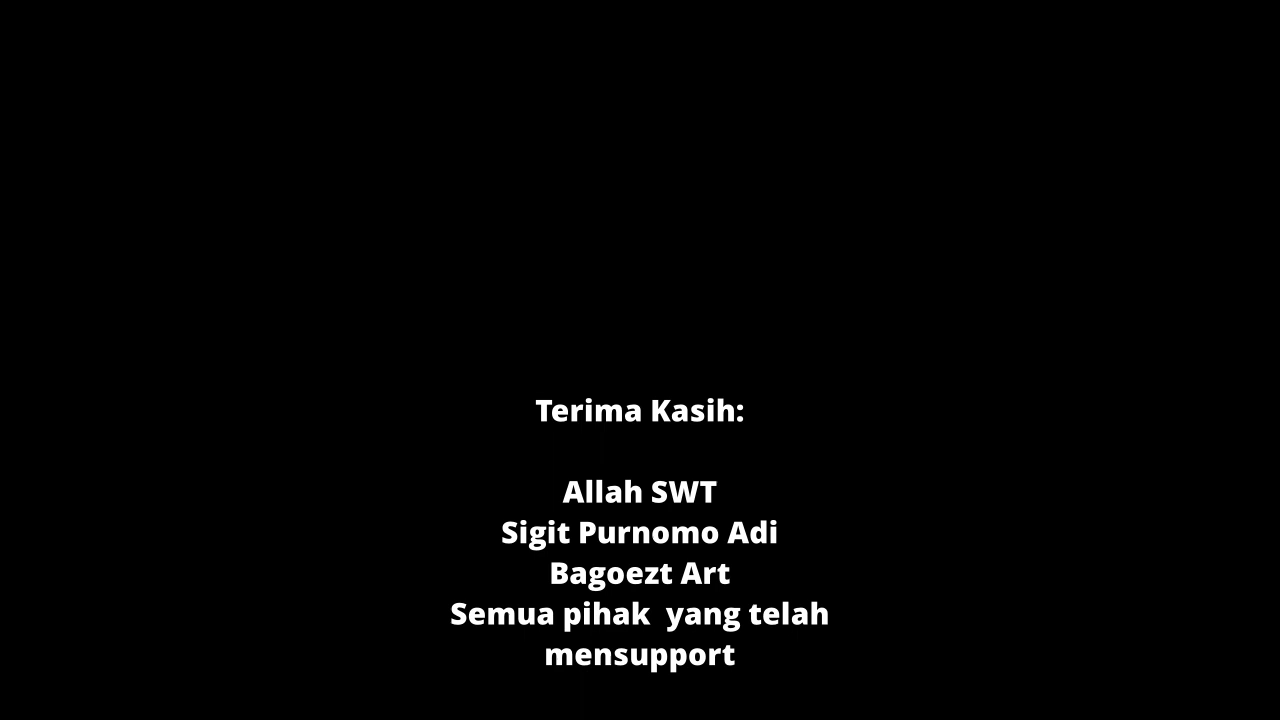 Terima Kasih:
Allah SWT
Sigit Purnomo Adi
Bagoezt Art
Semua pihak  yang telah
mensupport